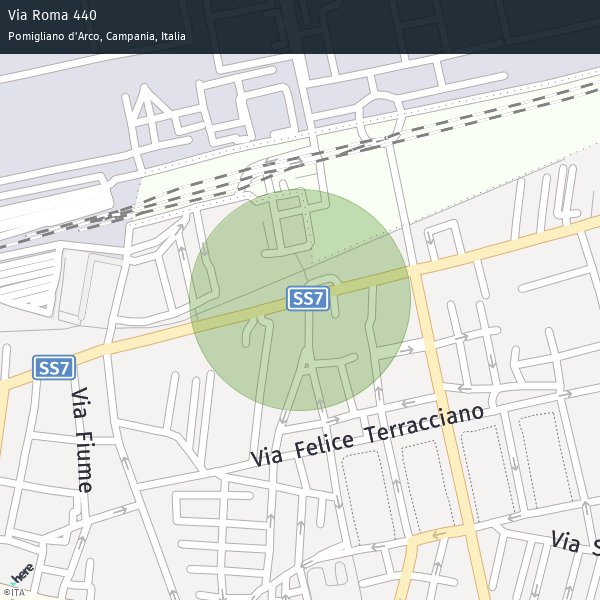 Via Roma 440
Pomigliano d'Arco, Campania, Italia
SS7
SS7
Via Fiume
Via Felice Terracciano
Via S
here
©ITA